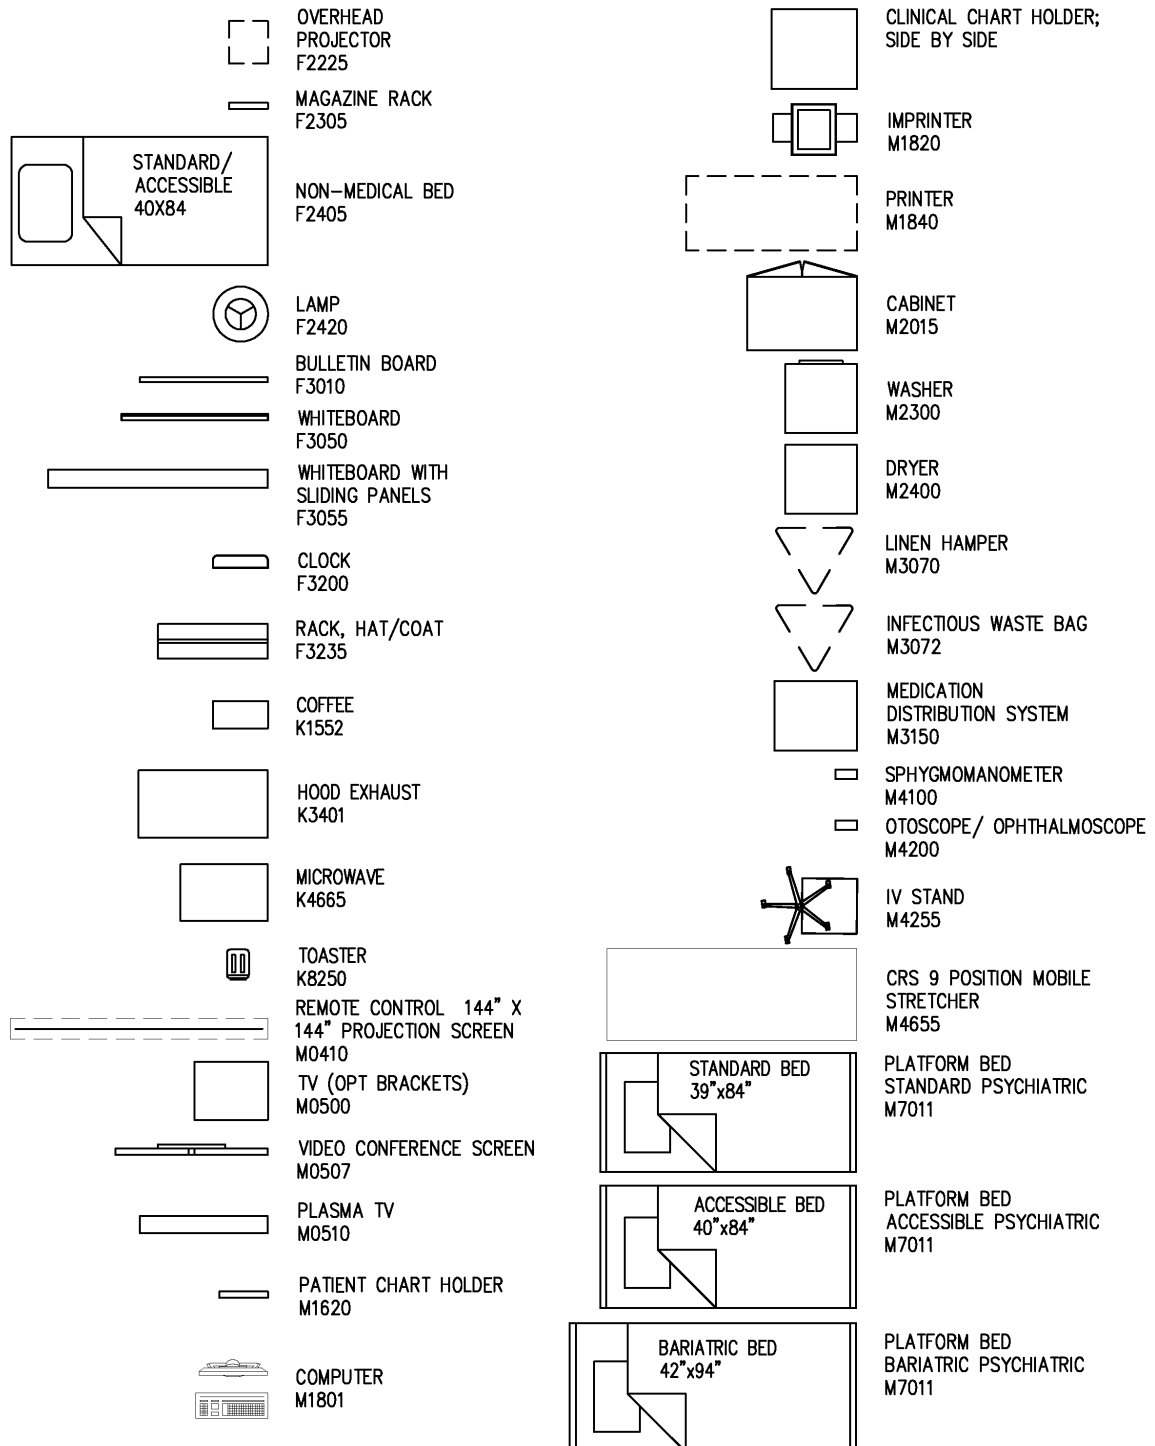 OVERHEAD
PROJECTOR
F2225
MAGAZINE RACK
F2305
STANDARD/
ACCESSIBLE
40X84
NON-MEDICAL BED
F2405
LAMP
F2420
BULLETIN BOARD
F3010
WHITEBOARD
F3050
WHITEBOARD WITH
SLIDING PANELS
F3055
CLOCK
F3200
RACK, HAT/COAT
F3235
COFFEE
K1552
HOOD EXHAUST
K3401
MICROWAVE
K4665
TOASTER
K8250
REMOTE CONTROL 144" X
144" PROJECTION SCREEN
M0410
TV (OPT BRACKETS)
M0500
VIDEO CONFERENCE SCREEN
M0507
PLASMA TV
M0510
PATIENT CHART HOLDER
M1620
COMPUTER
M1801
CLINICAL CHART HOLDER;
SIDE BY SIDE
IMPRINTER
M1820
PRINTER
M1840
CABINET
M2015
WASHER
M2300
DRYER
M2400
LINEN HAMPER
M3070
INFECTIOUS WASTE BAG
M3072
MEDICATION
DISTRIBUTION SYSTEM
M3150
SPHYGMOMANOMETER
M4100
OTOSCOPE/ OPHTHALMOSCOPE
M4200
IV STAND
M4255
CRS 9 POSITION MOBILE
STRETCHER
M4655
STANDARD BED
39"x84"
PLATFORM BED
STANDARD PSYCHIATRIC
M7011
ACCESSIBLE BED
40"x84"
PLATFORM BED
ACCESSIBLE PSYCHIATRIC
M7011
BARIATRIC BED
42"x94"
PLATFORM BED
BARIATRIC PSYCHIATRIC
M7011